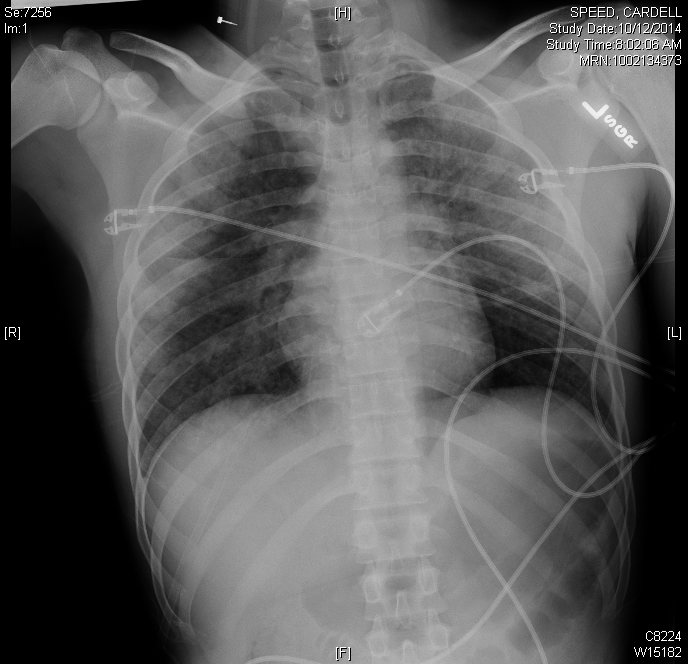 Se:7256
Im:1
[H]
SPEED, CARDELL
Study Date:10/12/2014
Study Time:8:02:06 AM
MRN:1002134373
L SGR
[R]
[L]
C8224
W15182
[F]